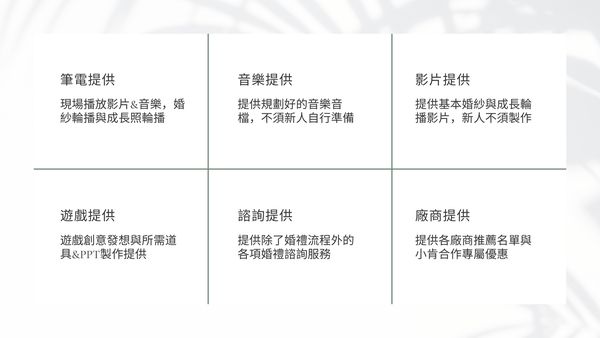 筆電提供
現場播放影片&音樂，婚
紗輪播與成長照輪播
音樂提供
提供規劃好的音樂音
檔，不須新人自行準備
影片提供
提供基本婚紗與成長輪
播影片，新人不須製作
遊戲提供
遊戲創意發想與所需道
具&PPT製作提供
諮詢提供
提供除了婚禮流程外的
各項婚禮諮詢服務
廠商提供
提供各廠商推薦名單與
小肯合作專屬優惠